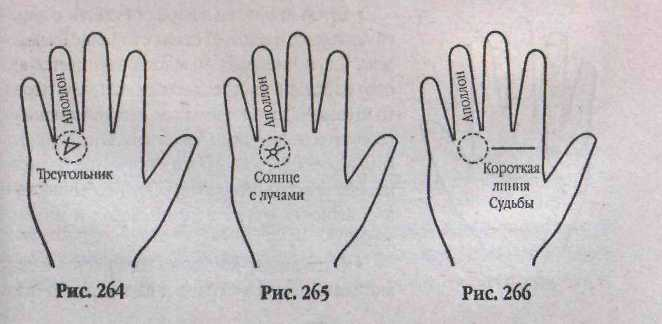 Аполлон
Треугольник
Рис. 264
Аполлон
Солнце
с лучами
Рис. 265
Аполлон
Короткая
линия
Судьбы
Рис. 266